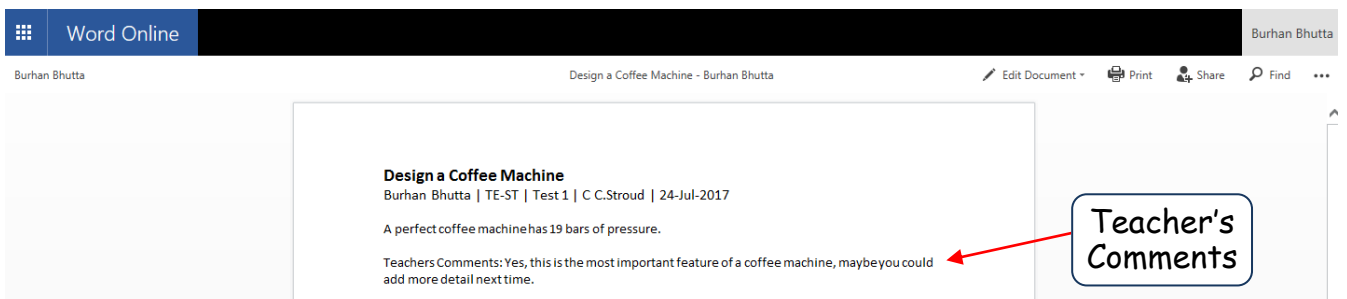 Word Online
Burhan Bhutta
Burhan Bhutta
Design a Coffee Machine - Burhan Bhutta
Edit Document
Print
Share
Find
Design a Coffee Machine
Burhan Bhutta | TE-ST | Test 1 | C C.Stroud | 24-Jul-2017
A perfect coffee machine has 19 bars of pressure.
Teachers Comments: Yes, this is the most important feature of a coffee machine, maybe you could
add more detail next time.
Teacher's
Comments